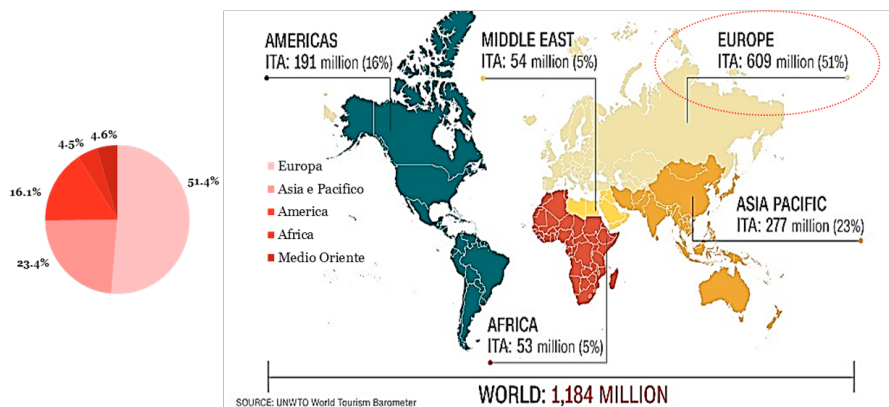 4.5%
4.6%
51.4%
16.1%
23.4%
Europa
Asia e Pacifico
America
Africa
Medio Oriente
AMERICAS
ITA: 191 million (16%)
MIDDLE EAST
ITA: 54 million (5%)
EUROPE
ITA: 609 million (51%)
ASIA PACIFIC
ITA: 277 million (23%)
AFRICA
ITA: 53 million (5%)
WORLD: 1,184 MILLION
SOURCE: UNWTO World Tourism Barometer